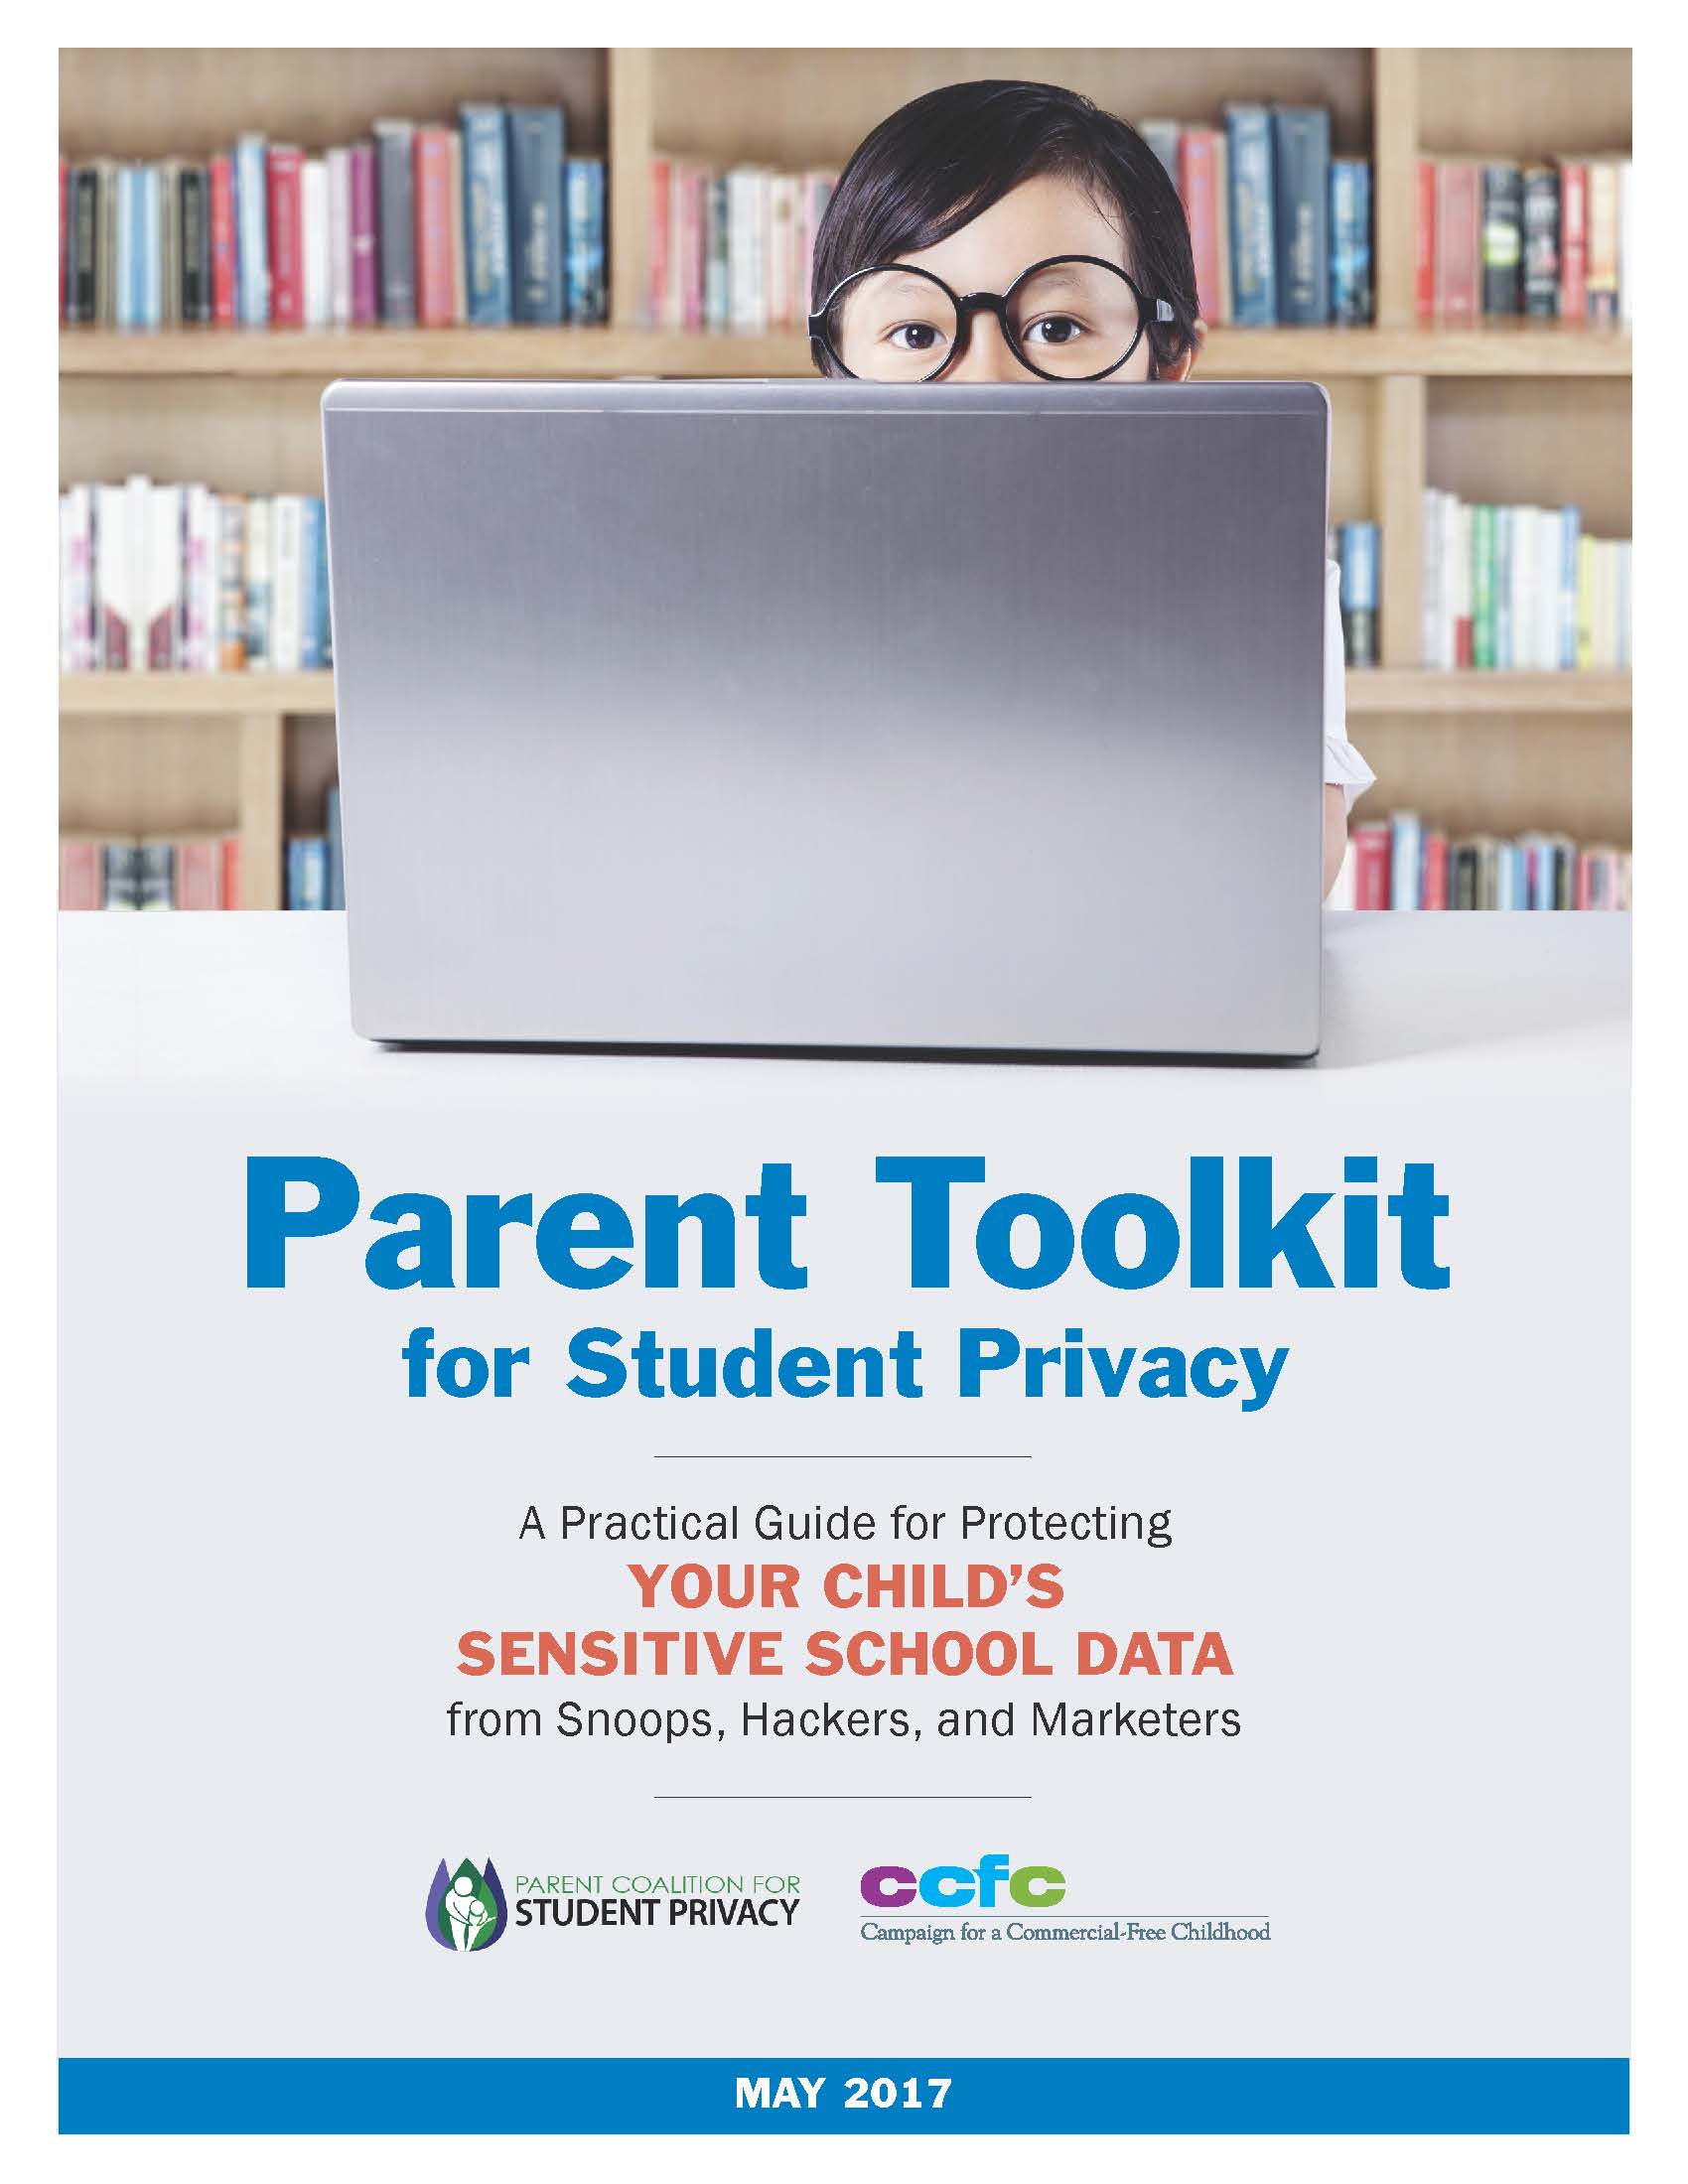 Parent Toolkit
for Student Privacy
A Practical Guide for Protecting
YOUR CHILD'S
SENSITIVE SCHOOL DATA
from Snoops, Hackers, and Marketers
PARENT COALITION FOR
STUDENT PRIVACY
ccfc
Campaign for a Commercial-Free Childhood
MAY 2017